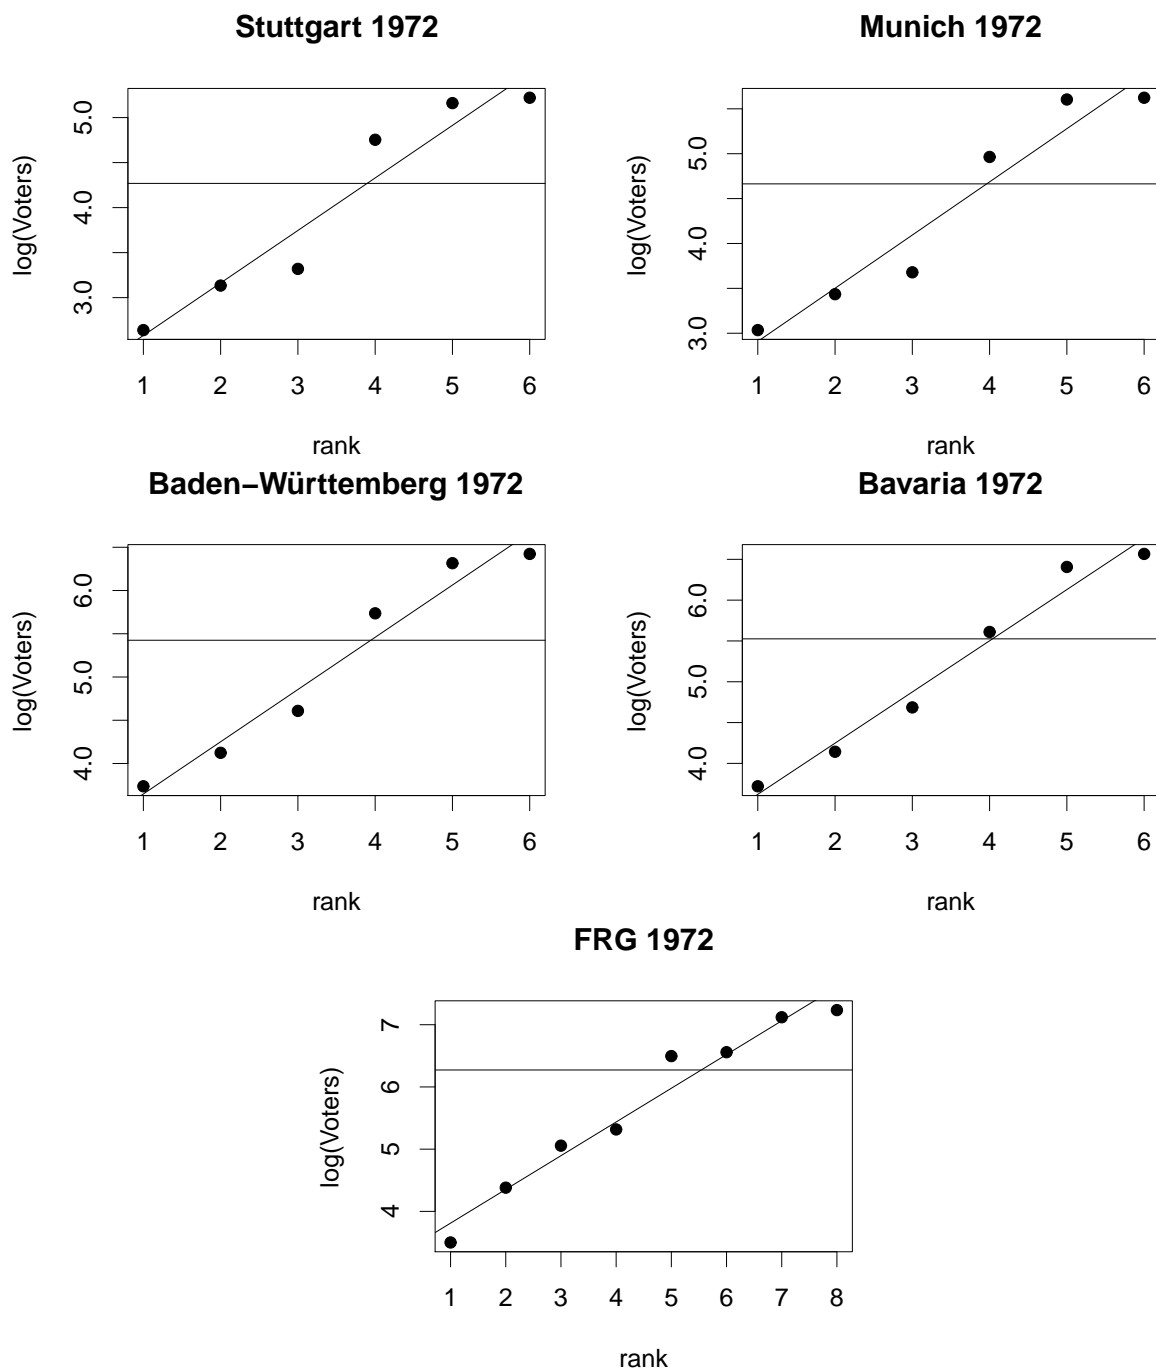 Stuttgart 1972
log(Voters)
5.0
4.0
3.0
1 2 3 4 5 6
rank
Munich 1972
log(Voters)
5.0
4.0
3.0
1 2 3 4 5 6
rank
Baden−Württemberg 1972
log(Voters)
6.0
5.0
4.0
1 2 3 4 5 6
rank
Bavaria 1972
log(Voters)
6.0
5.0
4.0
1 2 3 4 5 6
rank
FRG 1972
log(Voters)
7
6
5
4
1 2 3 4 5 6 7 8
rank